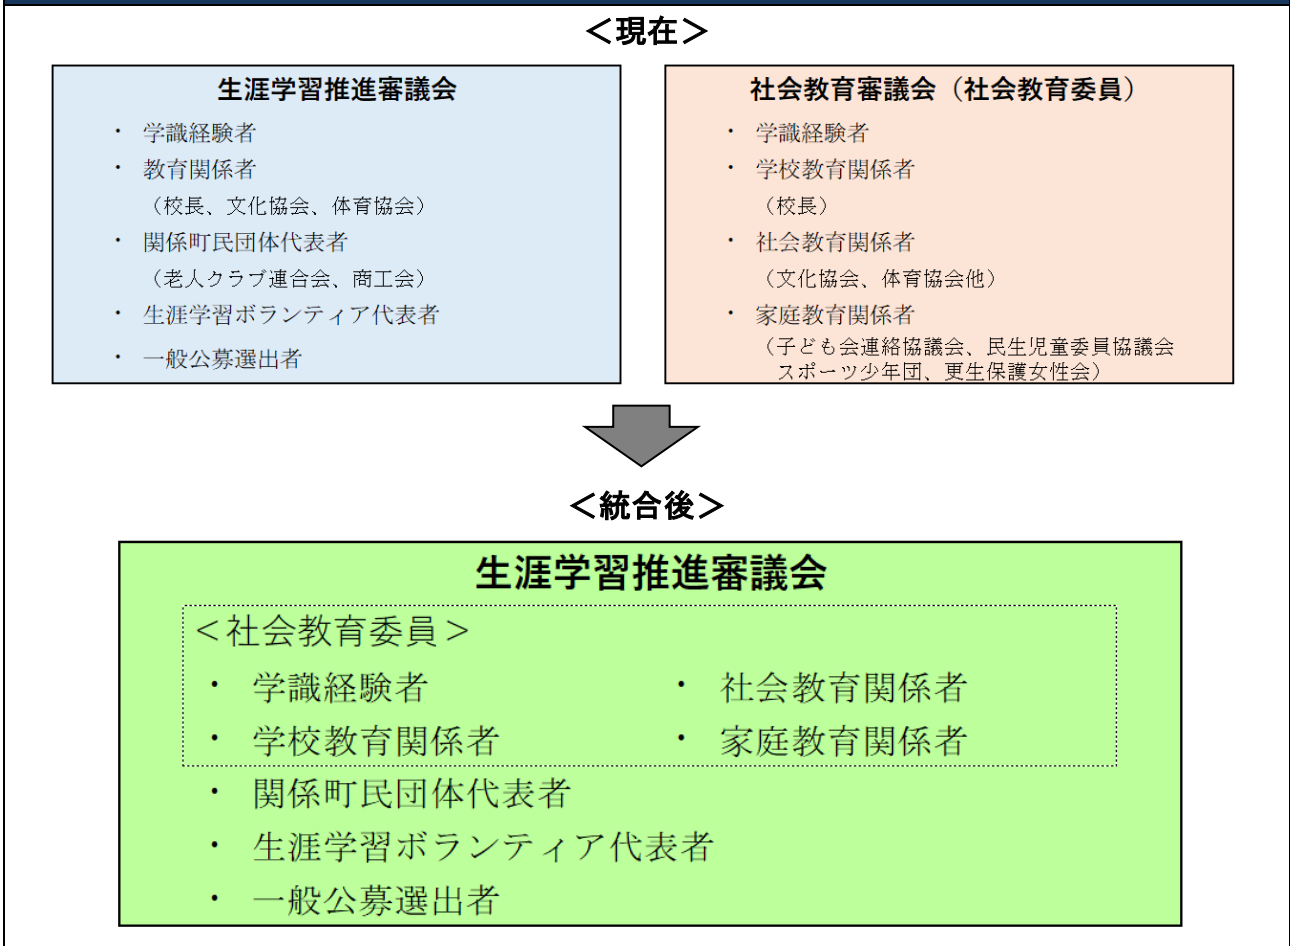 ＜現在＞
生涯学習推進審議会
・ 学識経験者
・ 教育関係者
（校長、文化協会、体育協会）
・ 関係町民団体代表者
（老人クラブ連合会、商工会）
・ 生涯学習ボランティア代表者
・ 一般公募選出者
社会教育審議会（社会教育委員）
・ 学識経験者
・ 学校教育関係者
（校長）
・ 社会教育関係者
（文化協会、体育協会他）
・ 家庭教育関係者
（子ども会連絡協議会、民生児童委員協議会
スポーツ少年団、更生保護女性会）
＜統合後＞
生涯学習推進審議会
＜社会教育委員＞
・ 学識経験者
・ 社会教育関係者
・ 学校教育関係者
・ 家庭教育関係者
・ 関係町民団体代表者
・ 生涯学習ボランティア代表者
・ 一般公募選出者